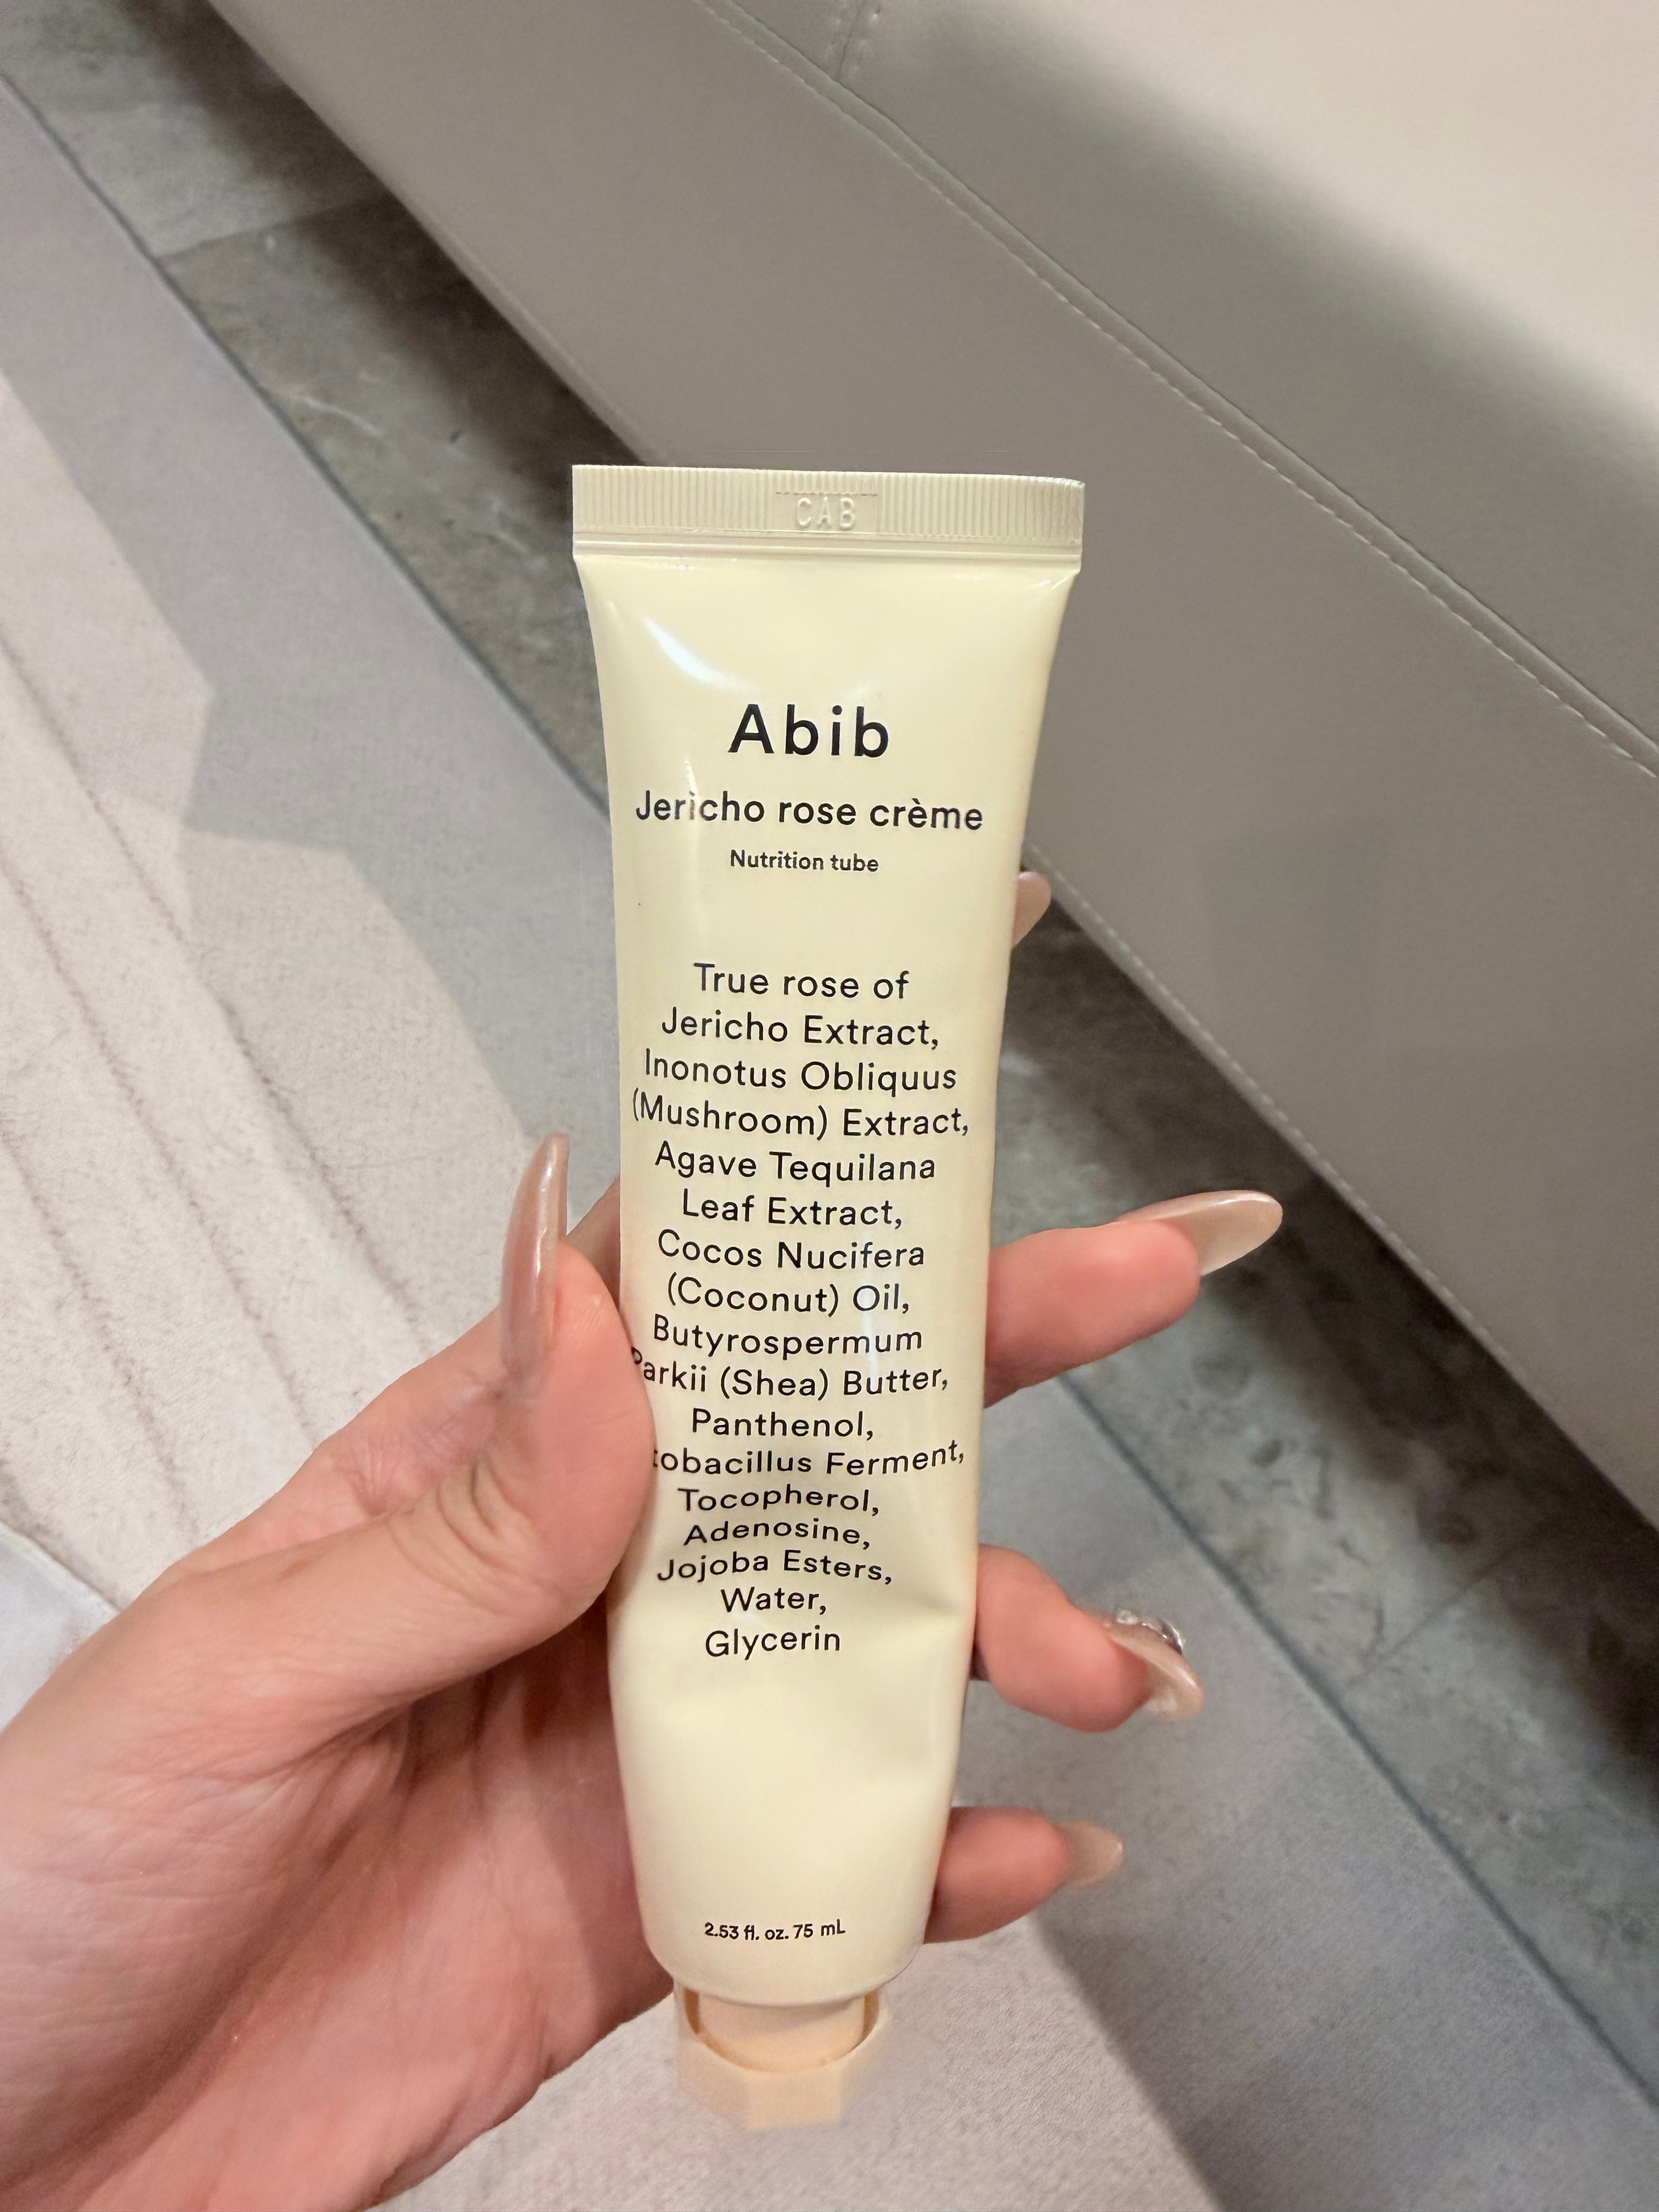 CAB
Abib
Jericho rose crème
Nutrition tube
True rose of
Jericho Extract,
Inonotus Obliquus
(Mushroom) Extract,
Agave Tequilana
Leaf Extract,
Cocos Nucifera
(Coconut) Oil,
Butyrospermum
Parkii (Shea) Butter,
Panthenol,
tobacillus Ferment,
Tocopherol,
Adenosine,
Jojoba Esters,
Water,
Glycerin
2.53 fl. oz. 75 mL